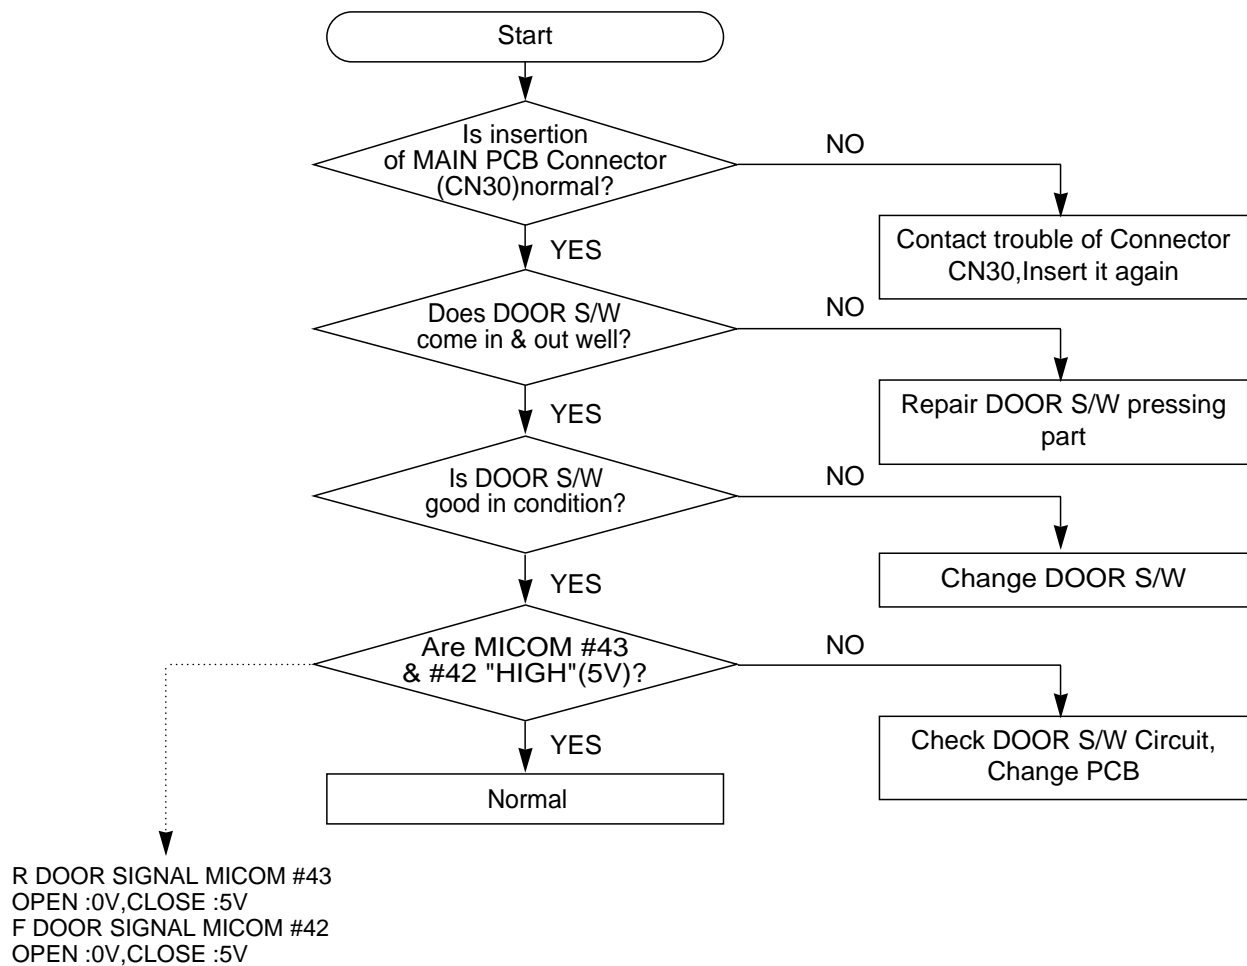 Start
Is insertion
of MAIN PCB Connector
(CN30)normal?
NO
Contact trouble of Connector
CN30,Insert it again
YES
Does DOOR S/W
come in & out well?
NO
Repair DOOR S/W pressing
part
YES
Is DOOR S/W
good in condition?
NO
Change DOOR S/W
YES
Are MICOM #43
& #42 "HIGH"(5V)?
NO
Check DOOR S/W Circuit,
Change PCB
YES
Normal
R DOOR SIGNAL MICOM #43
OPEN :0V,CLOSE :5V
F DOOR SIGNAL MICOM #42
OPEN :0V,CLOSE :5V